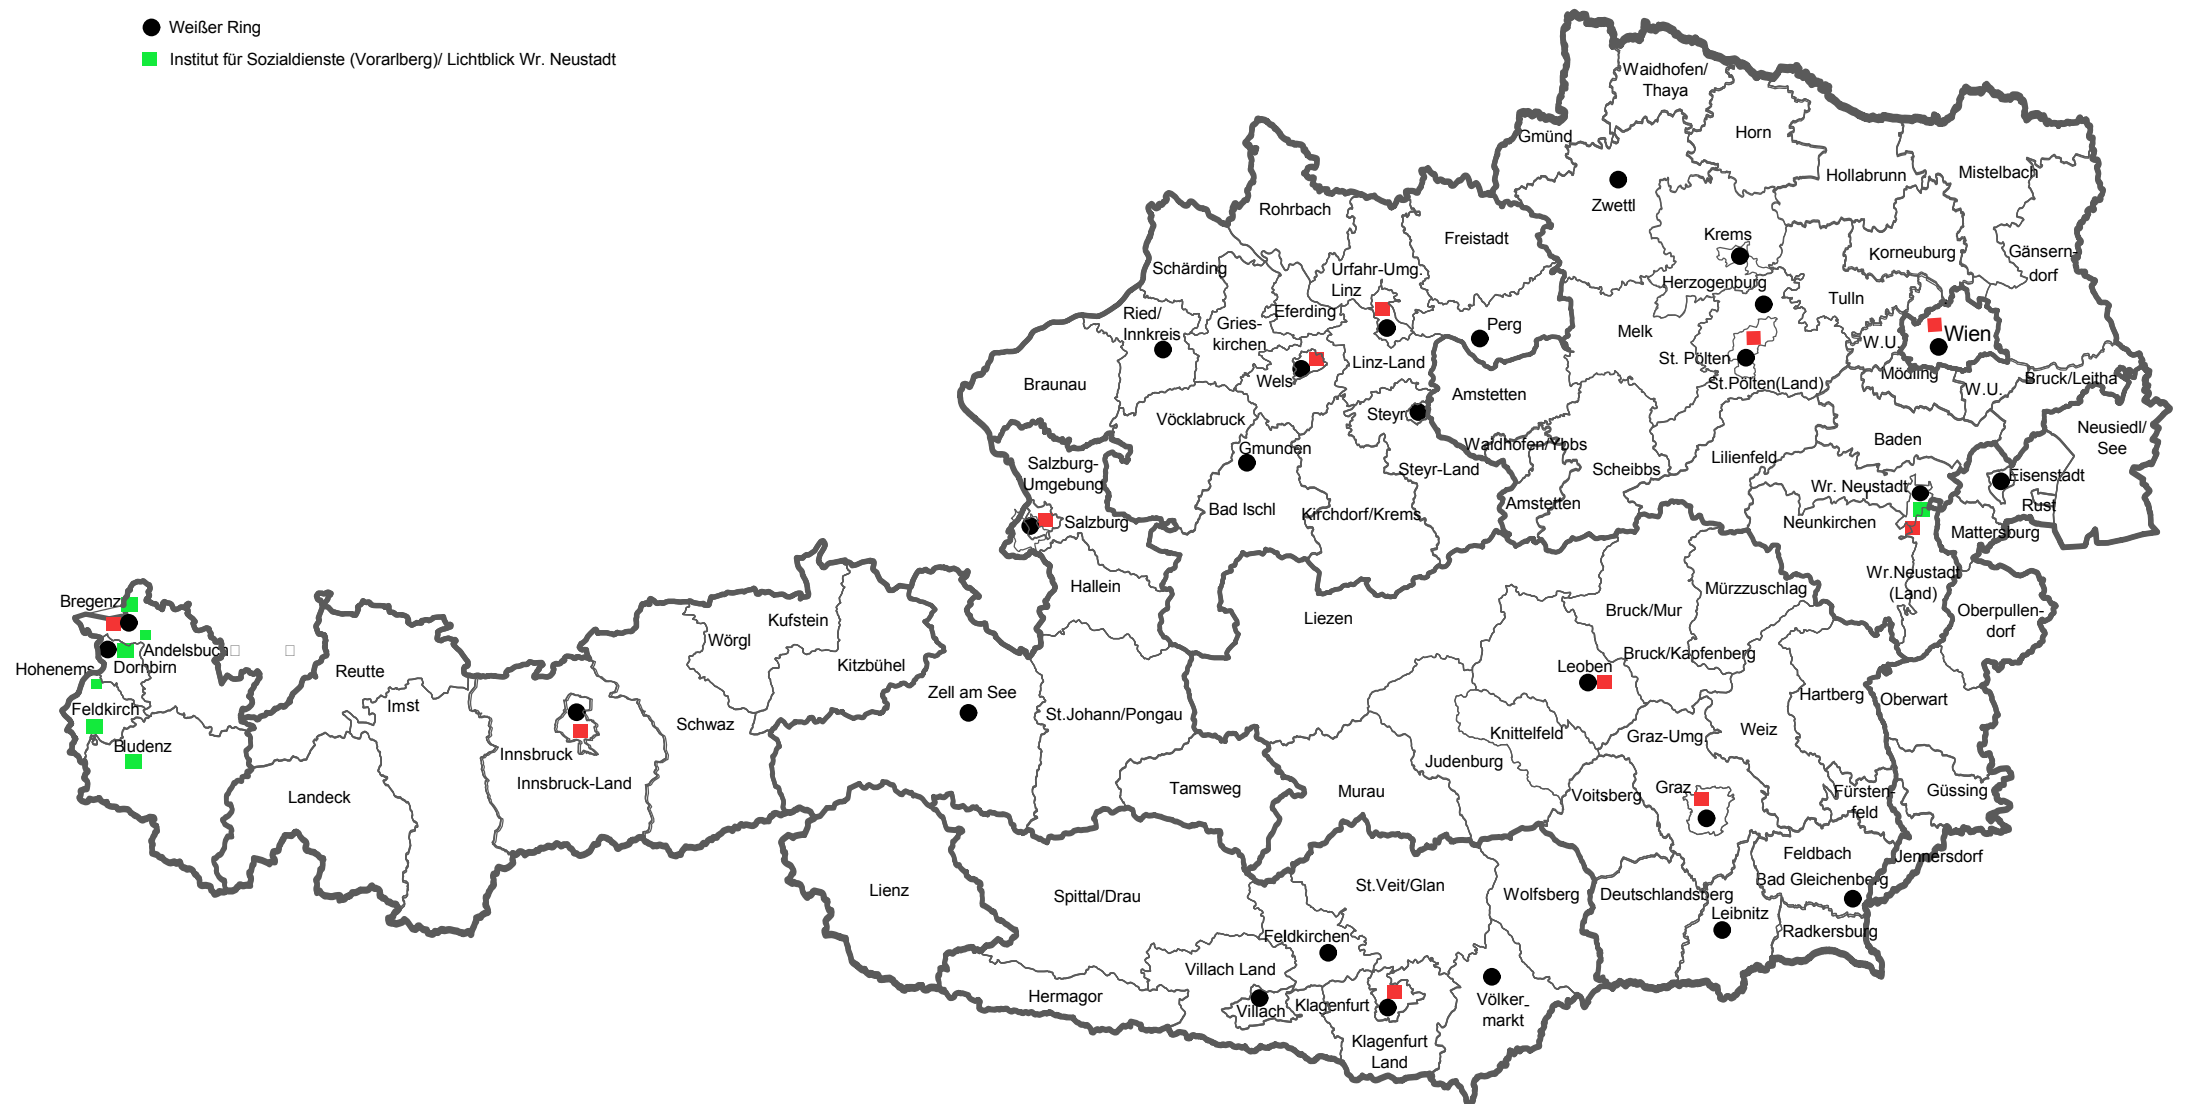 Weißer Ring
Institut für Sozialdienste (Vorarlberg)/ Lichtblick Wr. Neustadt
Waidhofen/
Thaya
Gmünd
Horn
Hollabrunn
Mistelbach
Zwettl
Rohrbach
Freistadt
Krems
Korneuburg
Gänsern-
dorf
Schärding
Urfahr-Umg.
Linz
Herzogenburg
Tulln
Ried/
Innkreis
Gries-
kirchen
Eferding
Perg
Melk
Wien
W.U.
St. Pölten
Linz-Land
Wels
Braunau
Mödling
Bruck/Leitha
St.Pölten(Land)
W.U.
Amstetten
Vöcklabruck
Steyr
Neusiedl/
See
Baden
Gmunden
Waidhofen/Ybbs
Lilienfeld
Salzburg-
Umgebung
Steyr-Land
Scheibbs
Eisenstadt
Wr. Neustadt
Bad Ischl
Kirchdorf/Krems
Amstetten
Rust
Salzburg
Neunkirchen
Mattersburg
Hallein
Wr.Neustadt
(Land)
Mürzzuschlag
Bregenz
Kufstein
Liezen
Bruck/Mur
Oberpullen-
dorf
Wörgl
(Andelsbuch
Hohenems
Dornbirn
Reutte
Kitzbühel
Bruck/Kapfenberg
Leoben
Zell am See
Hartberg
Oberwart
Feldkirch
Imst
Schwaz
St.Johann/Pongau
Knittelfeld
Graz-Umg.
Weiz
Bludenz
Innsbruck
Innsbruck-Land
Judenburg
Landeck
Tamsweg
Murau
Voitsberg
Graz
Fürsten-
feld
Güssing
Feldbach
Jennersdorf
Lienz
Spittal/Drau
St.Veit/Glan
Wolfsberg
Deutschlandsberg
Bad Gleichenberg
Leibnitz
Radkersburg
Feldkirchen
Villach Land
Hermagor
Villach
Klagenfurt
Völker-
markt
Klagenfurt
Land